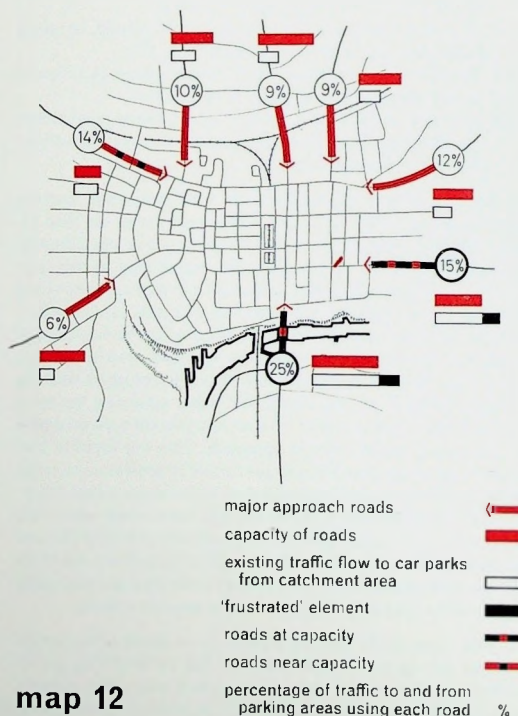 10%
9%
9%
14%
12%
15%
6%
25%
major approach roads
capacity of roads
existing traffic flow to car parks
from catchment area
'frustrated' element
roads at capacity
roads near capacity
percentage of traffic to and from
parking areas using each road %
map 12